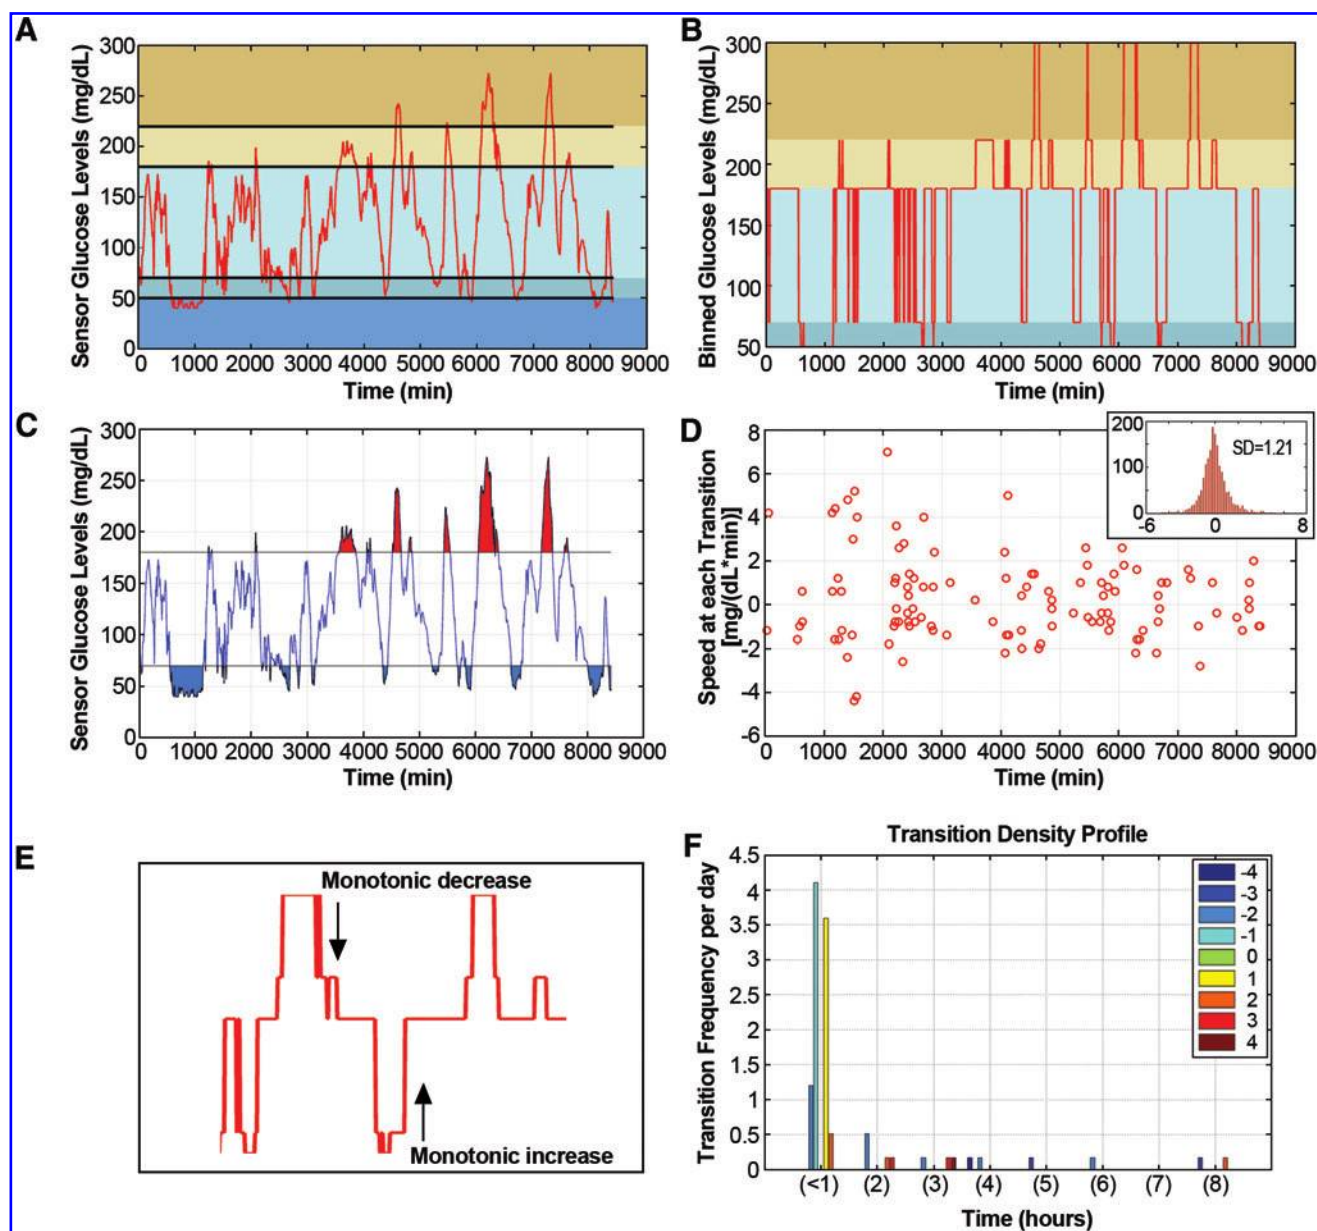 A
Sensor Glucose Levels (mg/dL)
300
250
200
150
100
50
0
0 1000 2000 3000 4000 5000 6000 7000 8000 9000
Time (min)
B
Binned Glucose Levels (mg/dL)
300
250
200
150
100
50
0 1000 2000 3000 4000 5000 6000 7000 8000 9000
Time (min)
C
Sensor Glucose Levels (mg/dL)
300
250
200
150
100
50
0
0 1000 2000 3000 4000 5000 6000 7000 8000 9000
Time (min)
D
Speed at each Transition
[mg/(dL*min)]
8
6
4
2
0
-2
-4
-6
0 1000 2000 3000 4000 5000 6000 7000 8000 9000
Time (min)
200
100
0
-6 0 8
SD=1.21
E
Monotonic decrease
Monotonic increase
F
Transition Density Profile
Transition Frequency per day
4.5
4
3.5
3
2.5
2
1.5
1
0.5
0
(<1) (2) (3) (4) (5) (6) (7) (8)
Time (hours)
-4
-3
-2
-1
0
1
2
3
4